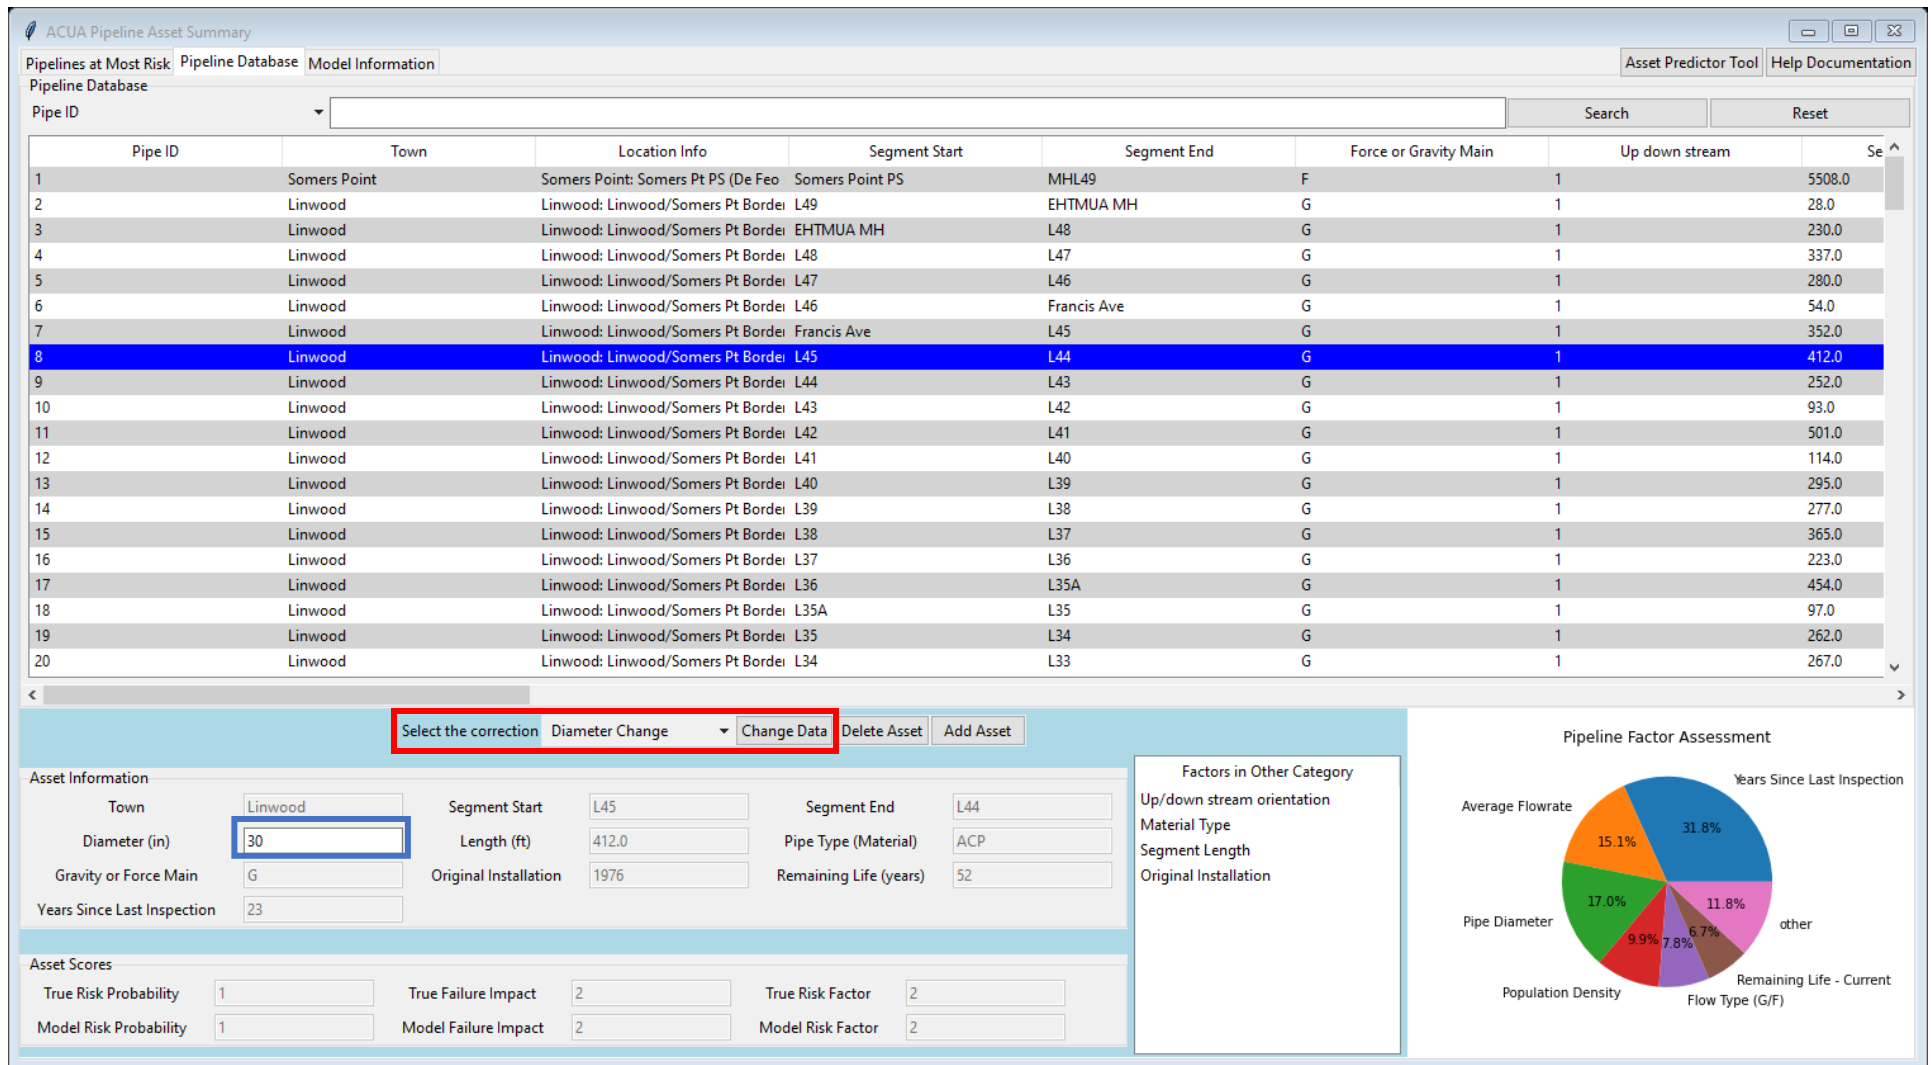 ACUA Pipeline Asset Summary
Pipelines at Most Risk Pipeline Database Model Information Asset Predictor Tool Help Documentation
Pipeline Database
Pipe ID Search Reset
Pipe ID Town Location Info Segment Start Segment End Force or Gravity Main Up down stream Se
1 Somers Point Somers Point: Somers Pt PS (De Feo Somers Point PS MHL49 F 1 5508.0
2 Linwood Linwood: Linwood/Somers Pt Border L49 EHTMUA MH G 1 28.0
3 Linwood Linwood: Linwood/Somers Pt Border EHTMUA MH L48 G 1 230.0
4 Linwood Linwood: Linwood/Somers Pt Border L48 L47 G 1 337.0
5 Linwood Linwood: Linwood/Somers Pt Border L47 L46 G 1 280.0
6 Linwood Linwood: Linwood/Somers Pt Border L46 Francis Ave G 1 54.0
7 Linwood Linwood: Linwood/Somers Pt Border Francis Ave L45 G 1 352.0
8 Linwood Linwood: Linwood/Somers Pt Border L45 L44 G 1 412.0
9 Linwood Linwood: Linwood/Somers Pt Border L44 L43 G 1 252.0
10 Linwood Linwood: Linwood/Somers Pt Border L43 L42 G 1 93.0
11 Linwood Linwood: Linwood/Somers Pt Border L42 L41 G 1 501.0
12 Linwood Linwood: Linwood/Somers Pt Border L41 L40 G 1 114.0
13 Linwood Linwood: Linwood/Somers Pt Border L40 L39 G 1 295.0
14 Linwood Linwood: Linwood/Somers Pt Border L39 L38 G 1 277.0
15 Linwood Linwood: Linwood/Somers Pt Border L38 L37 G 1 365.0
16 Linwood Linwood: Linwood/Somers Pt Border L37 L36 G 1 223.0
17 Linwood Linwood: Linwood/Somers Pt Border L36 L35A G 1 454.0
18 Linwood Linwood: Linwood/Somers Pt Border L35A L35 G 1 97.0
19 Linwood Linwood: Linwood/Somers Pt Border L35 L34 G 1 262.0
20 Linwood Linwood: Linwood/Somers Pt Border L34 L33 G 1 267.0
Select the correction Diameter Change Change Data Delete Asset Add Asset
Asset Information
Town Linwood Segment Start L45 Segment End L44
Diameter (in) 30 Length (ft) 412.0 Pipe Type (Material) ACP
Gravity or Force Main G Original Installation 1976 Remaining Life (years) 52
Years Since Last Inspection 23
Asset Scores
True Risk Probability 1 True Failure Impact 2 True Risk Factor 2
Model Risk Probability 1 Model Failure Impact 2 Model Risk Factor 2
Factors in Other Category
Up/down stream orientation
Material Type
Segment Length
Original Installation
Pipeline Factor Assessment
Years Since Last Inspection
31.8%
Average Flowrate
15.1%
Pipe Diameter
17.0%
Population Density
9.9%
Flow Type (G/F)
7.8%
Remaining Life - Current
6.7%
other
11.8%